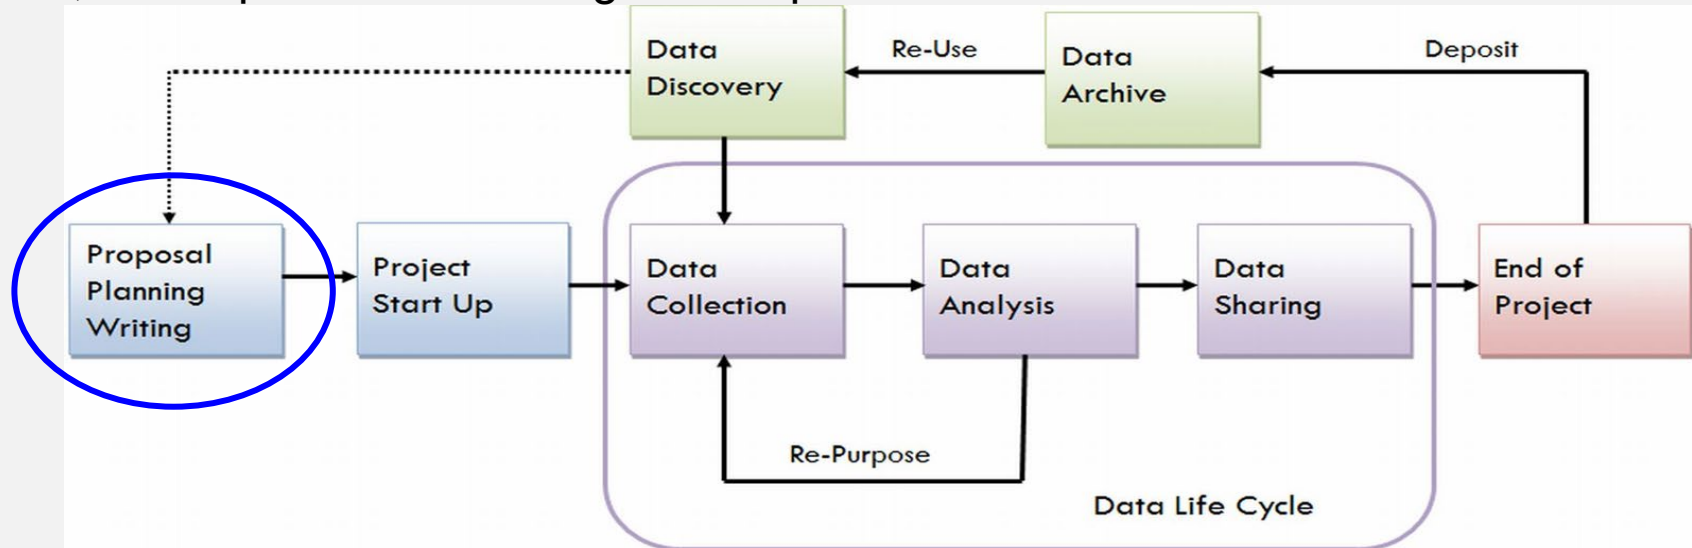 Data
Discovery
Re-Use
Data
Archive
Deposit
Proposal
Planning
Writing
Project
Start Up
Data
Collection
Data
Analysis
Data
Sharing
End of
Project
Re-Purpose
Data Life Cycle